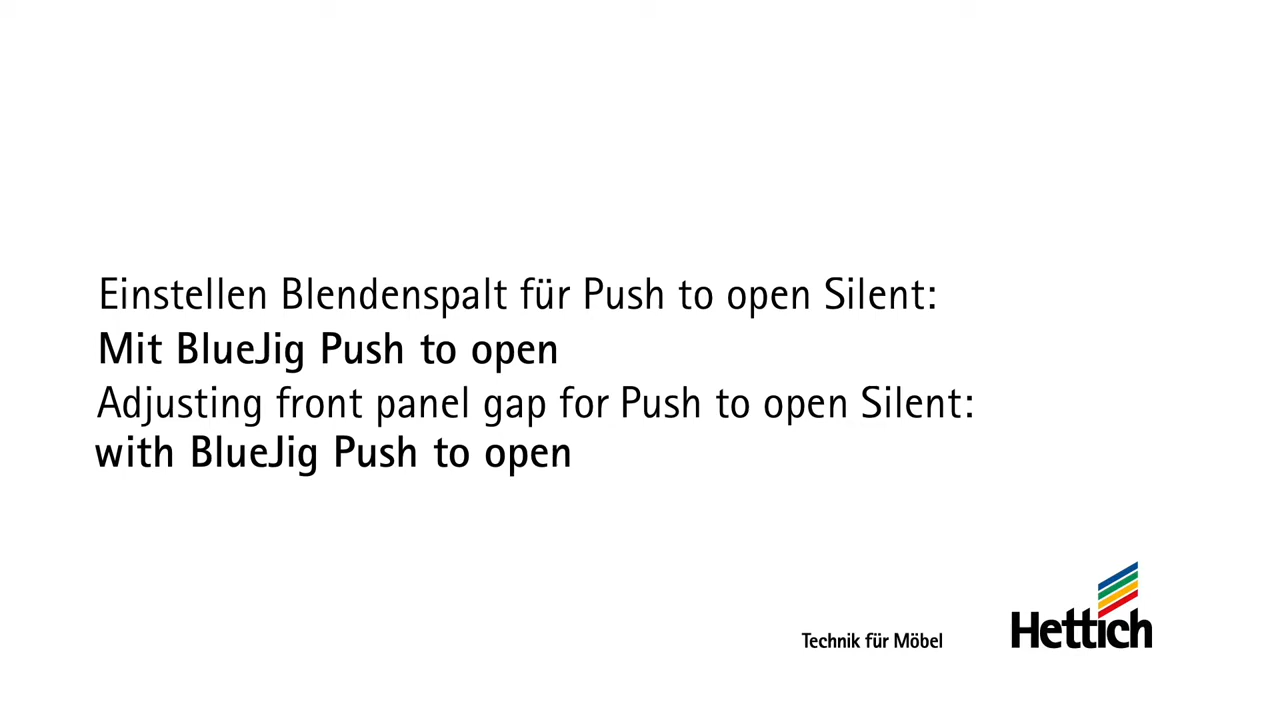 Einstellen Blendenspalt für Push to open Silent:
Mit BlueJig Push to open
Adjusting front panel gap for Push to open Silent:
with BlueJig Push to open
Technik für Möbel
Hettich